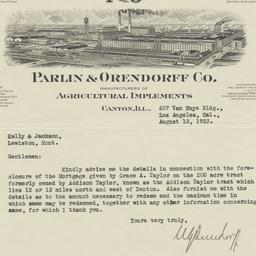 PARLIN & ORENDORFF CO.
MANUFACTURERS OF
AGRICULTURAL IMPLEMENTS
CANTON, ILL.
607 Van Nuys Bldg.,
Los Angeles, Cal.,
August 13, 1923.
Kelly & Jackson,
Lewiston, Mont.
Gentlemen:
Kindly advise me the details in connection with the fore-
closure of the Mortgage given by Grace A. Taylor on the 200 acre tract
formerly owned by Addison Taylor, known as the Addison Taylor tract which
lies 12 or 13 miles north and east of Denton. Also furnish me with the
details as to the amount necessary to redeem and the maximum time in
which same may be redeemed, together with any other information concerning
same, for which I thank you.
Yours very truly,